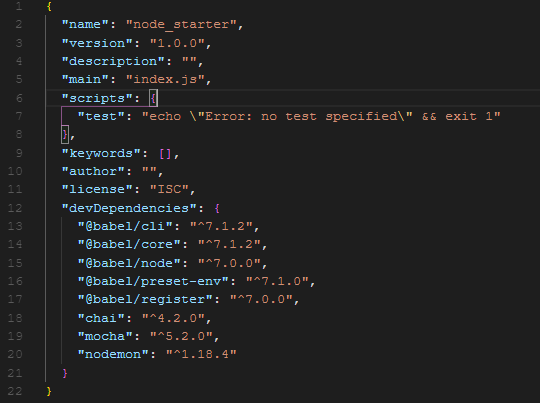 1 {
2   "name": "node_starter",
3   "version": "1.0.0",
4   "description": "",
5   "main": "index.js",
6   "scripts": {
7     "test": "echo \"Error: no test specified\" && exit 1"
8   },
9   "keywords": [],
10   "author": "",
11   "license": "ISC",
12   "devDependencies": {
13     "@babel/cli": "^7.1.2",
14     "@babel/core": "^7.1.2",
15     "@babel/node": "^7.0.0",
16     "@babel/preset-env": "^7.1.0",
17     "@babel/register": "^7.0.0",
18     "chai": "^4.2.0",
19     "mocha": "^5.2.0",
20     "nodemon": "^1.18.4"
21   }
22 }